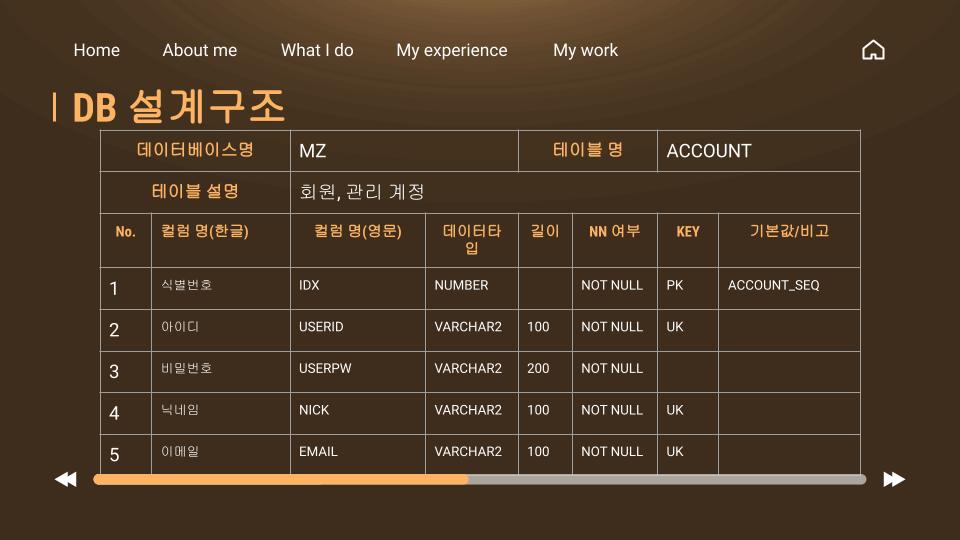 Home About me What I do My experience My work
DB 설계구조
데이터베이스명 MZ 테이블 명 ACCOUNT
테이블 설명 회원, 관리 계정
No. 컬럼 명(한글) 컬럼 명(영문) 데이터타입 길이 NN 여부 KEY 기본값/비고
1 식별번호 IDX NUMBER NOT NULL PK ACCOUNT_SEQ
2 아이디 USERID VARCHAR2 100 NOT NULL UK
3 비밀번호 USERPW VARCHAR2 200 NOT NULL
4 닉네임 NICK VARCHAR2 100 NOT NULL UK
5 이메일 EMAIL VARCHAR2 100 NOT NULL UK